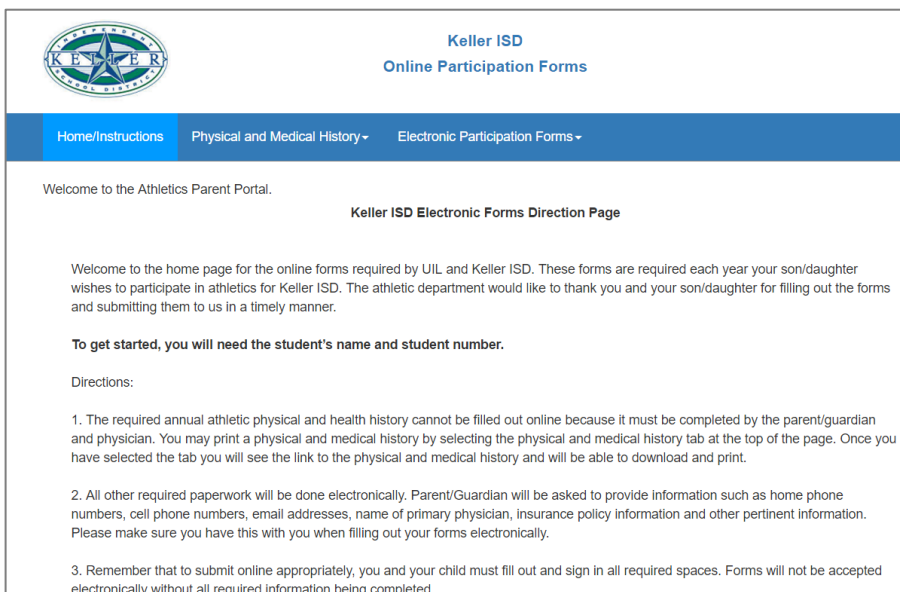 INDEPENDENT
KELLER
SCHOOL DISTRICT
Keller ISD
Online Participation Forms
Home/Instructions Physical and Medical History Electronic Participation Forms
Welcome to the Athletics Parent Portal.
Keller ISD Electronic Forms Direction Page
Welcome to the home page for the online forms required by UIL and Keller ISD. These forms are required each year your son/daughter
wishes to participate in athletics for Keller ISD. The athletic department would like to thank you and your son/daughter for filling out the forms
and submitting them to us in a timely manner.
To get started, you will need the student's name and student number.
Directions:
1. The required annual athletic physical and health history cannot be filled out online because it must be completed by the parent/guardian
and physician. You may print a physical and medical history by selecting the physical and medical history tab at the top of the page. Once you
have selected the tab you will see the link to the physical and medical history and will be able to download and print.
2. All other required paperwork will be done electronically. Parent/Guardian will be asked to provide information such as home phone
numbers, cell phone numbers, email addresses, name of primary physician, insurance policy information and other pertinent information.
Please make sure you have this with you when filling out your forms electronically.
3. Remember that to submit online appropriately, you and your child must fill out and sign in all required spaces. Forms will not be accepted
electronically without all required information being completed.